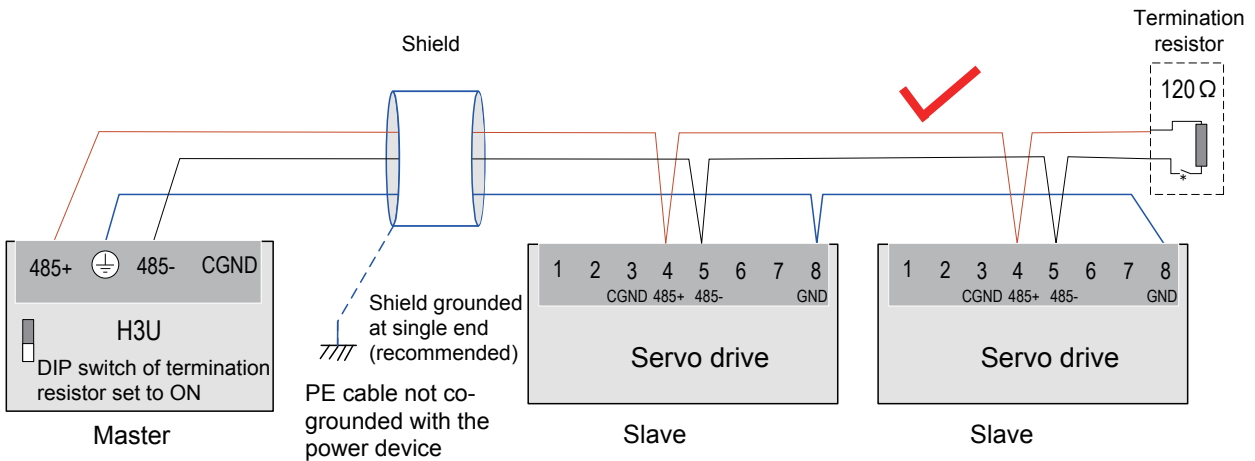 Termination
resistor
Shield
120 Ω
*
485+ 485- CGND
1 2 3 4 5 6 7 8
CGND 485+ 485- GND
1 2 3 4 5 6 7 8
CGND 485+ 485- GND
H3U
DIP switch of termination
resistor set to ON
Shield grounded
at single end
(recommended)
PE cable not co-
grounded with the
power device
Servo drive
Servo drive
Master
Slave
Slave